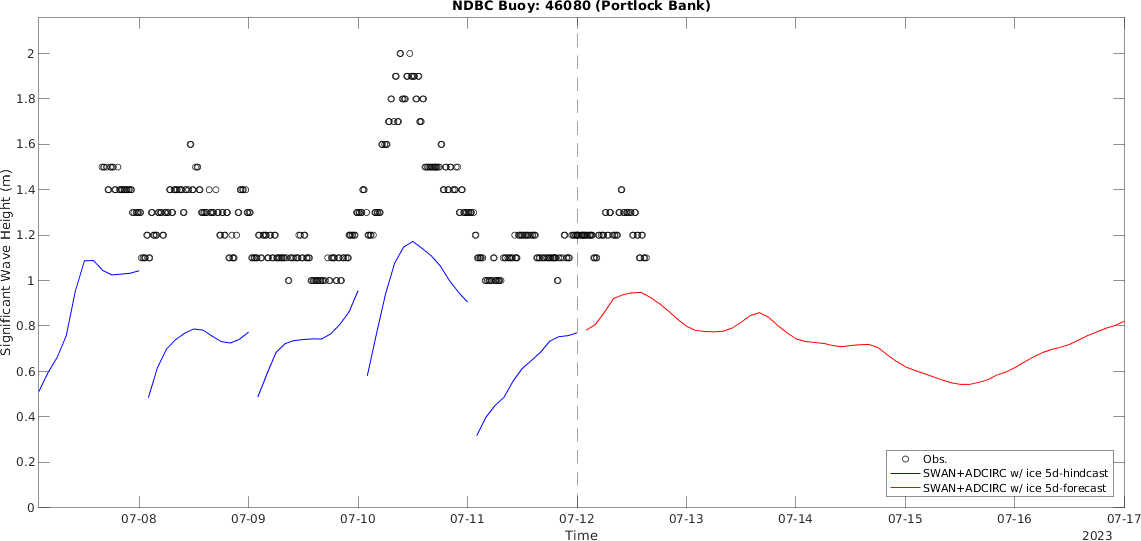 NDBC Buoy: 46080 (Portlock Bank)
Significant Wave Height (m)
2
1.8
1.6
1.4
1.2
1
0.8
0.6
0.4
0.2
0
Obs.
SWAN+ADCIRC w/ ice 5d-hindcast
SWAN+ADCIRC w/ ice 5d-forecast
07-08 07-09 07-10 07-11 07-12 07-13 07-14 07-15 07-16 07-17
Time
2023